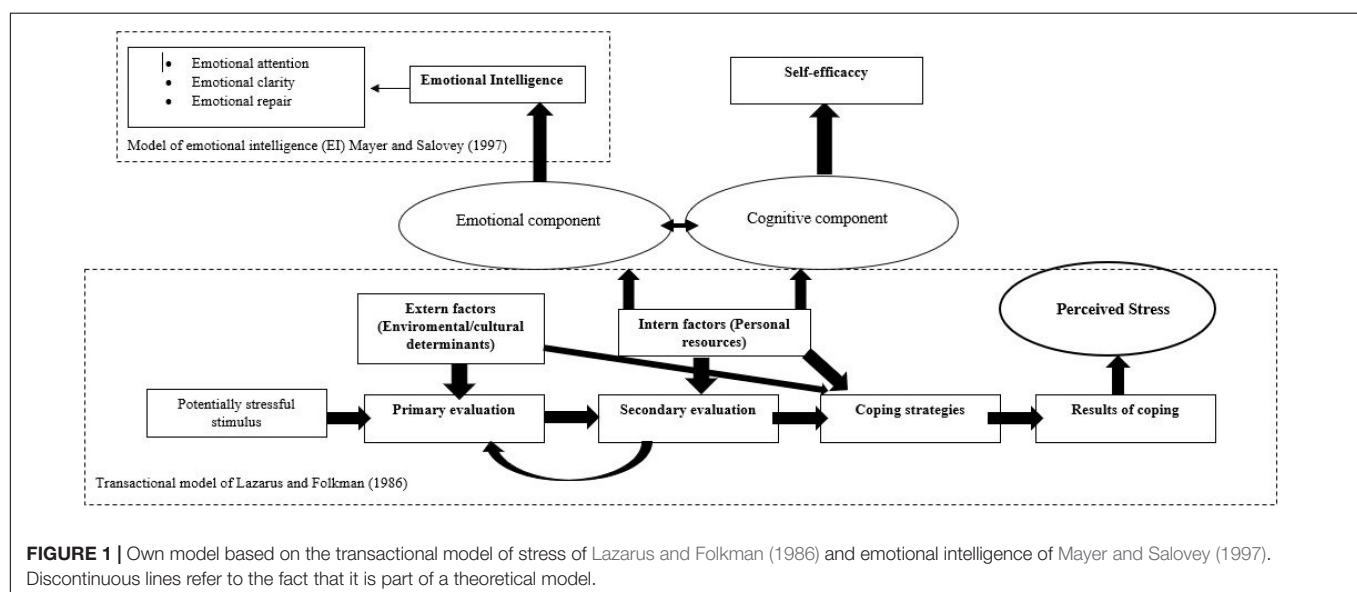 • Emotional attention
• Emotional clarity
• Emotional repair
Emotional Intelligence
Model of emotional intelligence (EI) Mayer and Salovey (1997)
Self-efficaccy
Emotional component
Cognitive component
Extern factors
(Enviromental/cultural
determinants)
Intern factors (Personal
resources)
Perceived Stress
Potentially stressful
stimulus
Primary evaluation
Secondary evaluation
Coping strategies
Results of coping
Transactional model of Lazarus and Folkman (1986)
FIGURE 1 | Own model based on the transactional model of stress of Lazarus and Folkman (1986) and emotional intelligence of Mayer and Salovey (1997).
Discontinuous lines refer to the fact that it is part of a theoretical model.